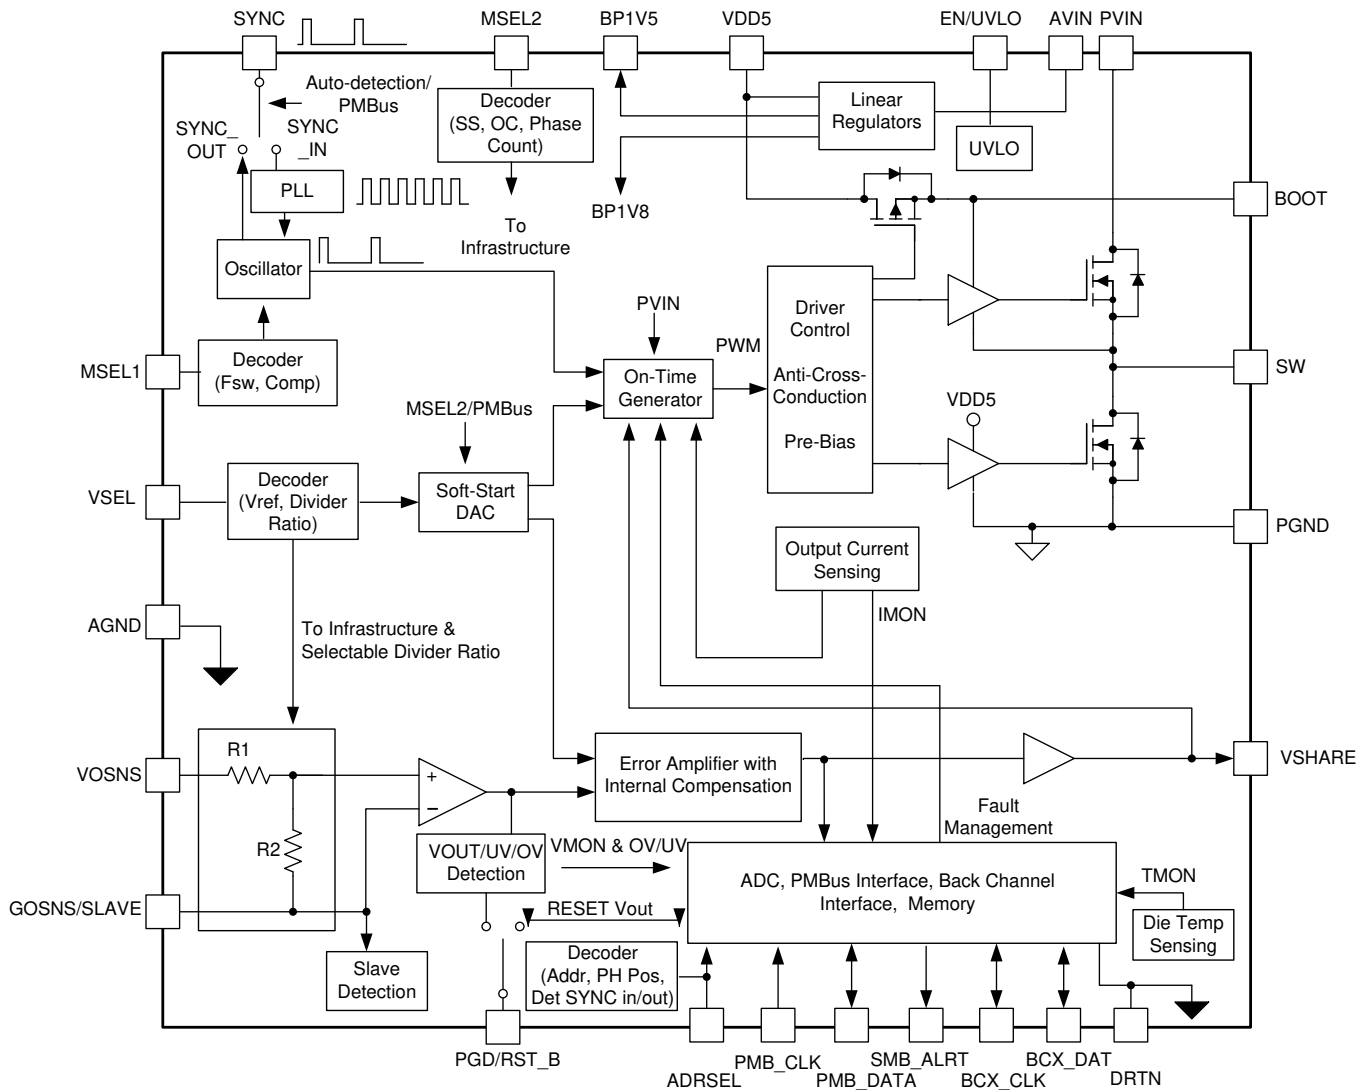 SYNC
MSEL2
BP1V5
VDD5
EN/UVLO
AVIN
PVIN
Auto-detection/
PMBus
SYNC_
OUT
SYNC
_IN
PLL
Decoder
(SS, OC, Phase
Count)
To
Infrastructure
BP1V8
Linear
Regulators
UVLO
BOOT
Oscillator
MSEL1
Decoder
(Fsw, Comp)
PVIN
On-Time
Generator
PWM
Driver
Control
Anti-Cross-
Conduction
Pre-Bias
VDD5
SW
MSEL2/PMBus
VSEL
Decoder
(Vref, Divider
Ratio)
Soft-Start
DAC
PGND
Output Current
Sensing
IMON
AGND
To Infrastructure &
Selectable Divider Ratio
VOSNS
R1
R2
+
−
Error Amplifier with
Internal Compensation
VSHARE
Fault
Management
VOUT/UV/OV
Detection
VMON & OV/UV
ADC, PMBus Interface, Back Channel
Interface, Memory
TMON
Die Temp
Sensing
GOSNS/SLAVE
RESET Vout
Slave
Detection
Decoder
(Addr, PH Pos,
Det SYNC in/out)
PGD/RST_B
ADRSEL
PMB_CLK
PMB_DATA
SMB_ALRT
BCX_CLK
BCX_DAT
DRTN